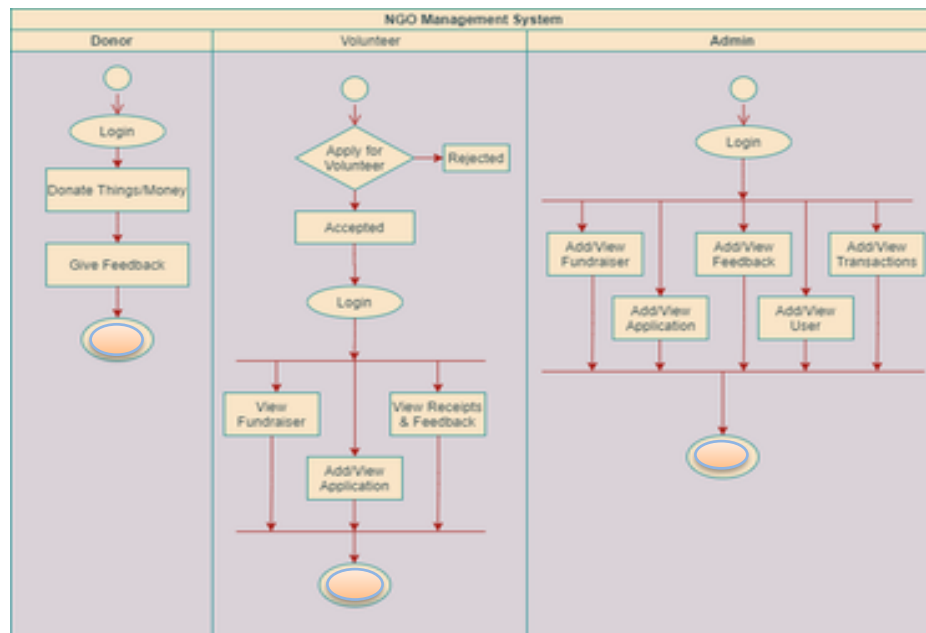 NGO Management System
Donor
Volunteer
Admin
Login
Donate Things/Money
Give Feedback
Apply for
Volunteer
Rejected
Accepted
Login
View
Fundraiser
View Receipts
& Feedback
Add/View
Application
Login
Add/View
Fundraiser
Add/View
Feedback
Add/View
Transactions
Add/View
Application
Add/View
User